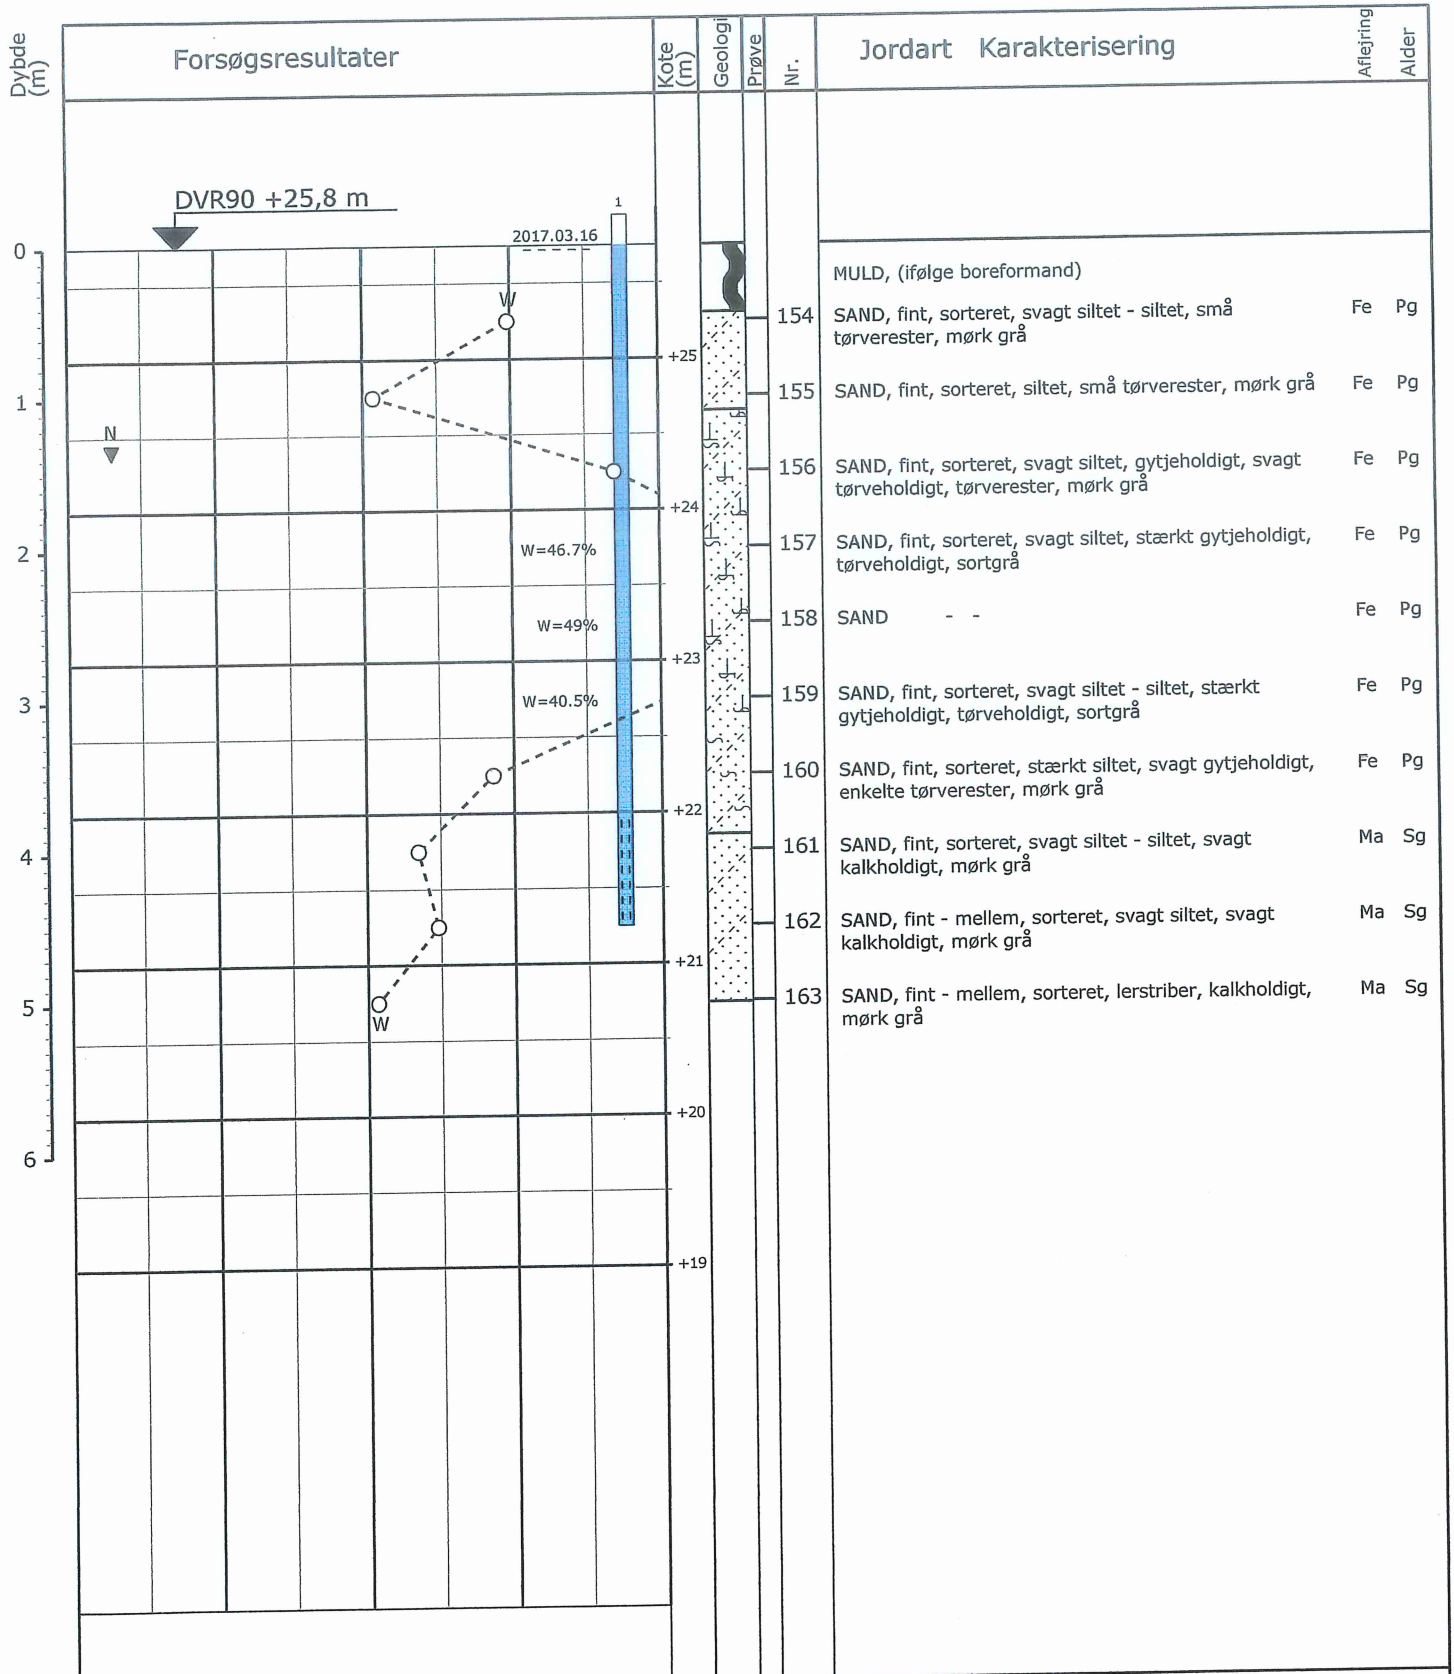 Dybde
(m)
Forsøgsresultater
Kote
(m)
Geologi
Prøve
Nr.
Jordart Karakterisering
Aflejring
Alder
DVR90 +25,8 m
1
2017.03.16
0
MULD, (ifølge boreformand)
W
154 SAND, fint, sorteret, svagt siltet - siltet, små Fe Pg
tørverester, mørk grå
+25
1
155 SAND, fint, sorteret, siltet, små tørverester, mørk grå Fe Pg
N
156 SAND, fint, sorteret, svagt siltet, gytjeholdigt, svagt Fe Pg
tørveholdigt, tørverester, mørk grå
+24
2
W=46.7%
157 SAND, fint, sorteret, svagt siltet, stærkt gytjeholdigt, Fe Pg
tørveholdigt, sortgrå
W=49%
158 SAND - - Fe Pg
+23
3
W=40.5%
159 SAND, fint, sorteret, svagt siltet - siltet, stærkt Fe Pg
gytjeholdigt, tørveholdigt, sortgrå
160 SAND, fint, sorteret, stærkt siltet, svagt gytjeholdigt, Fe Pg
enkelte tørverester, mørk grå
+22
4
161 SAND, fint, sorteret, svagt siltet - siltet, svagt Ma Sg
kalkholdigt, mørk grå
162 SAND, fint - mellem, sorteret, svagt siltet, svagt Ma Sg
kalkholdigt, mørk grå
+21
5
W
163 SAND, fint - mellem, sorteret, lerstriber, kalkholdigt, Ma Sg
mørk grå
+20
6
+19